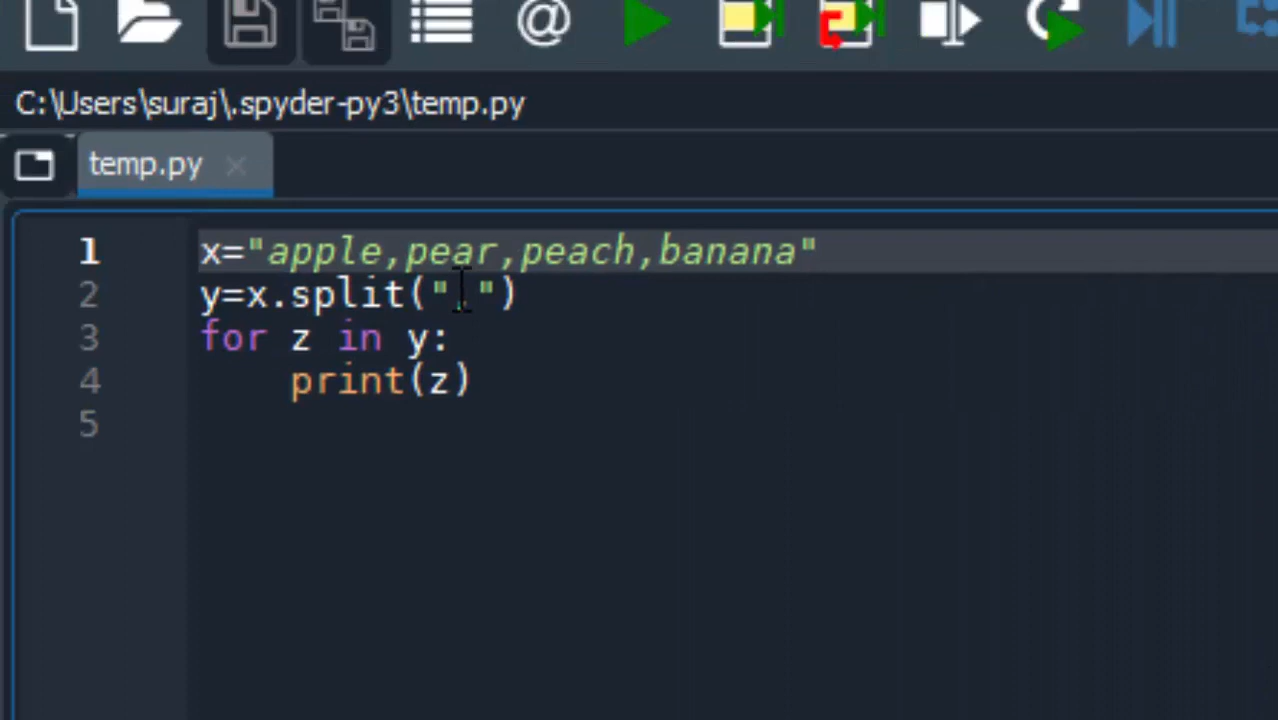 C:\Users\suraj\.spyder-py3\temp.py
temp.py
1 x="apple,pear,peach,banana"
2 y=x.split(",")
3 for z in y:
4     print(z)
5